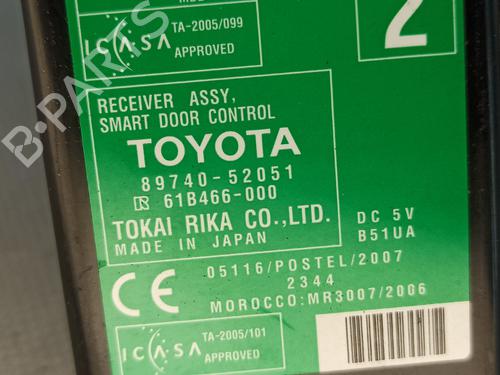 TA-2005/099
ICASA
APPROVED
2
RECEIVER ASSY,
SMART DOOR CONTROL
TOYOTA
89740-52051
R 61B466-000
TOKAI RIKA CO.,LTD.
MADE IN JAPAN
DC 5V
B51UA
CE
05116/POSTEL/2007
2344
MOROCCO:MR3007/2006
TA-2005/101
ICASA
APPROVED
B-PARTS